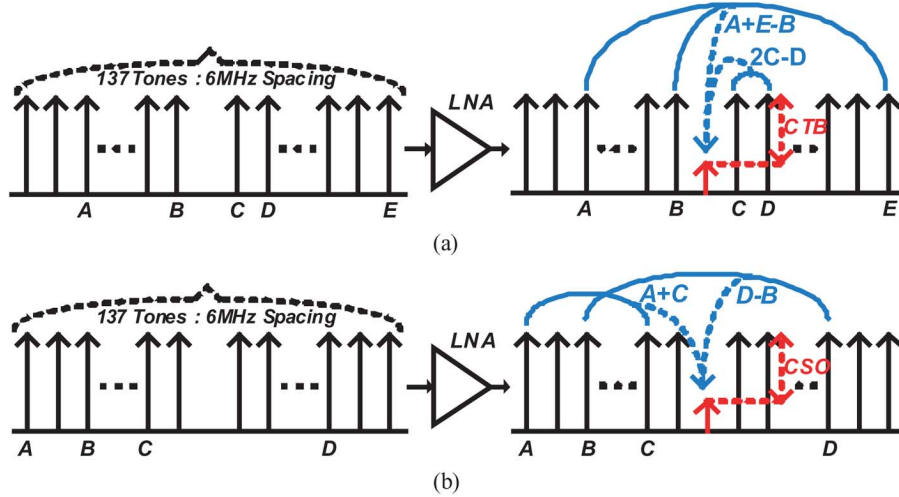 137 Tones : 6MHz Spacing
LNA
A B C D E
A+E-B
2C-D
CTB
A B C D E
(a)
137 Tones : 6MHz Spacing
LNA
A B C D
A+C D-B
CSO
A B C D
(b)